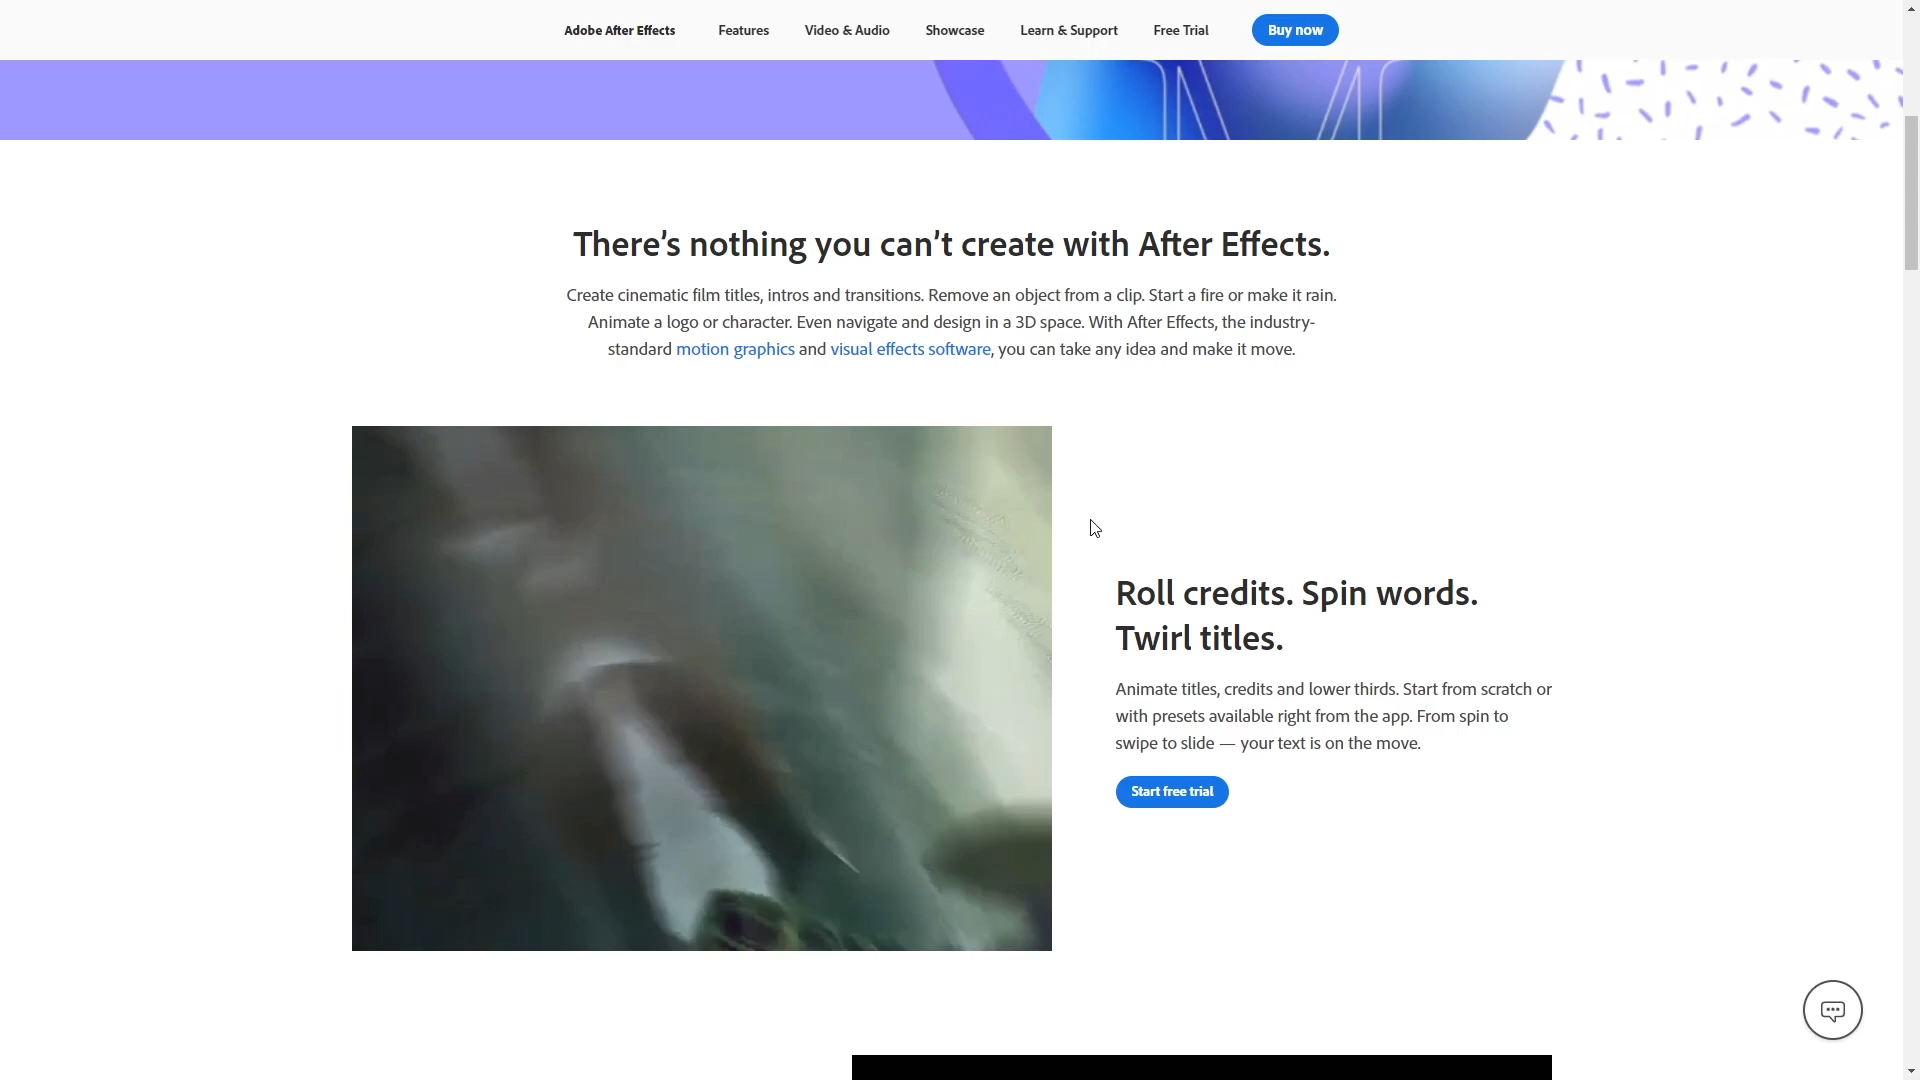 Adobe After Effects Features Video & Audio Showcase Learn & Support Free Trial Buy now
There’s nothing you can’t create with After Effects.
Create cinematic film titles, intros and transitions. Remove an object from a clip. Start a fire or make it rain.
Animate a logo or character. Even navigate and design in a 3D space. With After Effects, the industry-
standard motion graphics and visual effects software, you can take any idea and make it move.
Roll credits. Spin words.
Twirl titles.
Animate titles, credits and lower thirds. Start from scratch or
with presets available right from the app. From spin to
swipe to slide — your text is on the move.
Start free trial